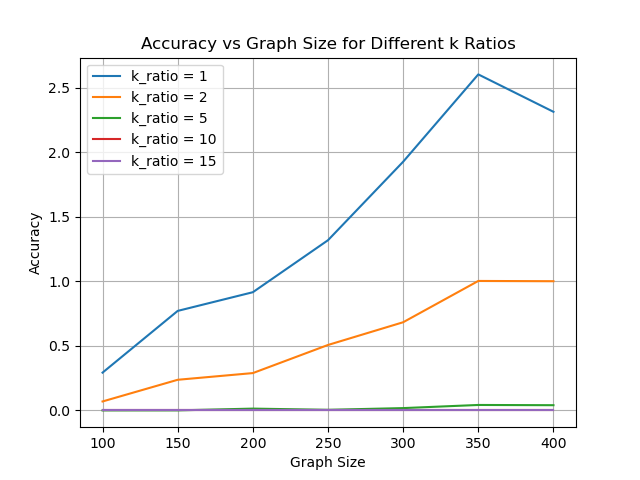 Accuracy vs Graph Size for Different k Ratios
k_ratio = 1
k_ratio = 2
k_ratio = 5
k_ratio = 10
k_ratio = 15
2.5
2.0
1.5
1.0
0.5
0.0
Accuracy
100 150 200 250 300 350 400
Graph Size